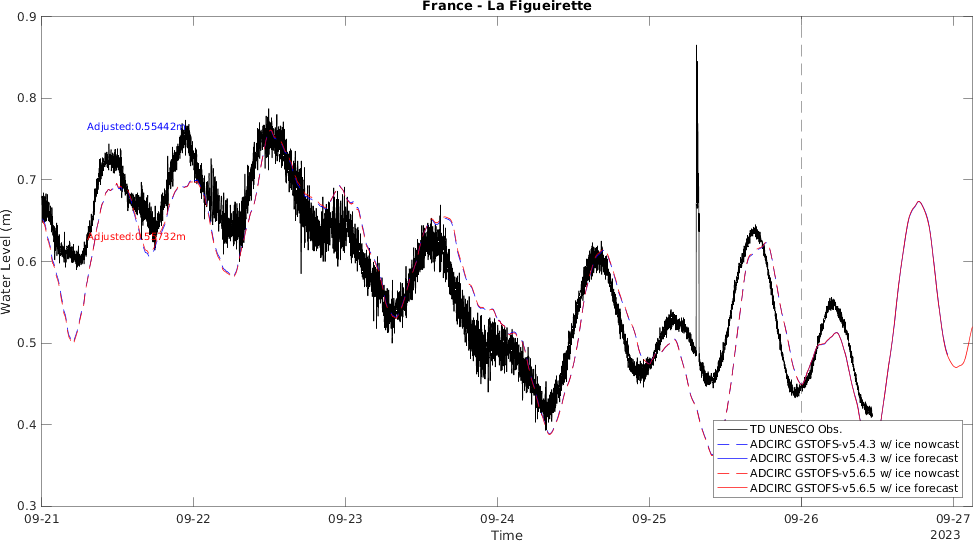 France - La Figueirette
0.9
0.8
0.7
0.6
0.5
0.4
0.3
Water Level (m)
Adjusted:0.55442m
09-21
09-22
09-23
09-24
09-25
09-26
09-27
Time
2023
TD UNESCO Obs.
ADCIRC GSTOFS-v5.4.3 w/ ice nowcast
ADCIRC GSTOFS-v5.4.3 w/ ice forecast
ADCIRC GSTOFS-v5.6.5 w/ ice nowcast
ADCIRC GSTOFS-v5.6.5 w/ ice forecast